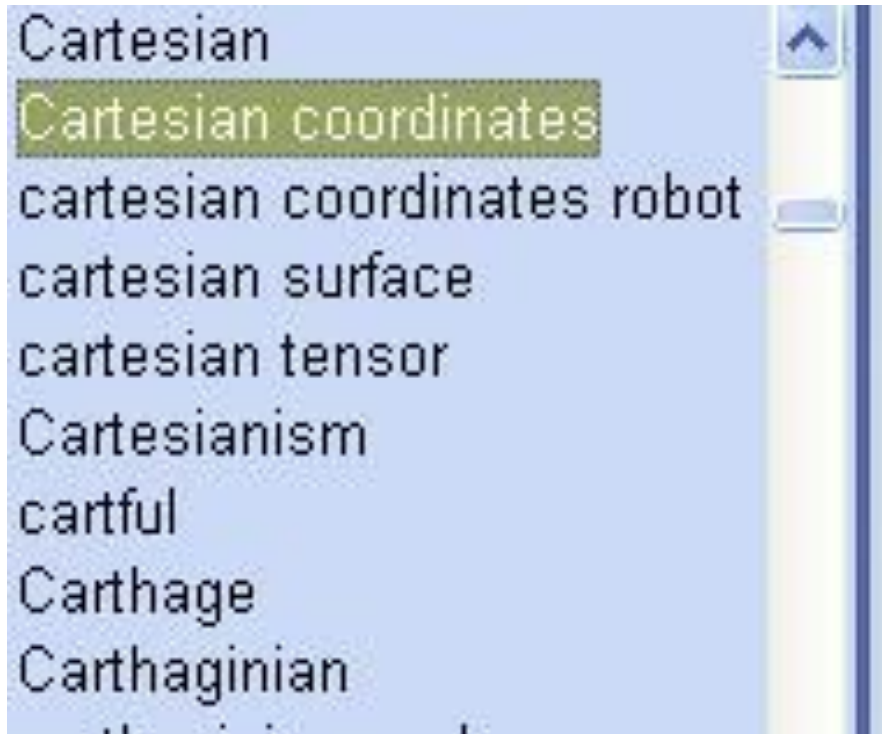 Cartesian
Cartesian coordinates
cartesian coordinates robot
cartesian surface
cartesian tensor
Cartesianism
cartful
Carthage
Carthaginian